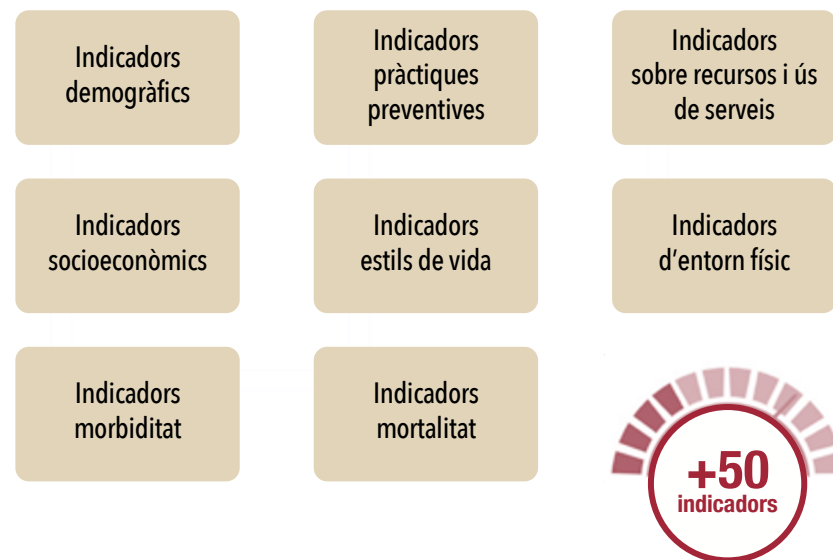 Indicadors
demogràfics
Indicadors
pràctiques
preventives
Indicadors
sobre recursos i ús
de serveis
Indicadors
socioeconòmics
Indicadors
estils de vida
Indicadors
d'entorn físic
Indicadors
morbiditat
Indicadors
mortalitat
+50
indicadors